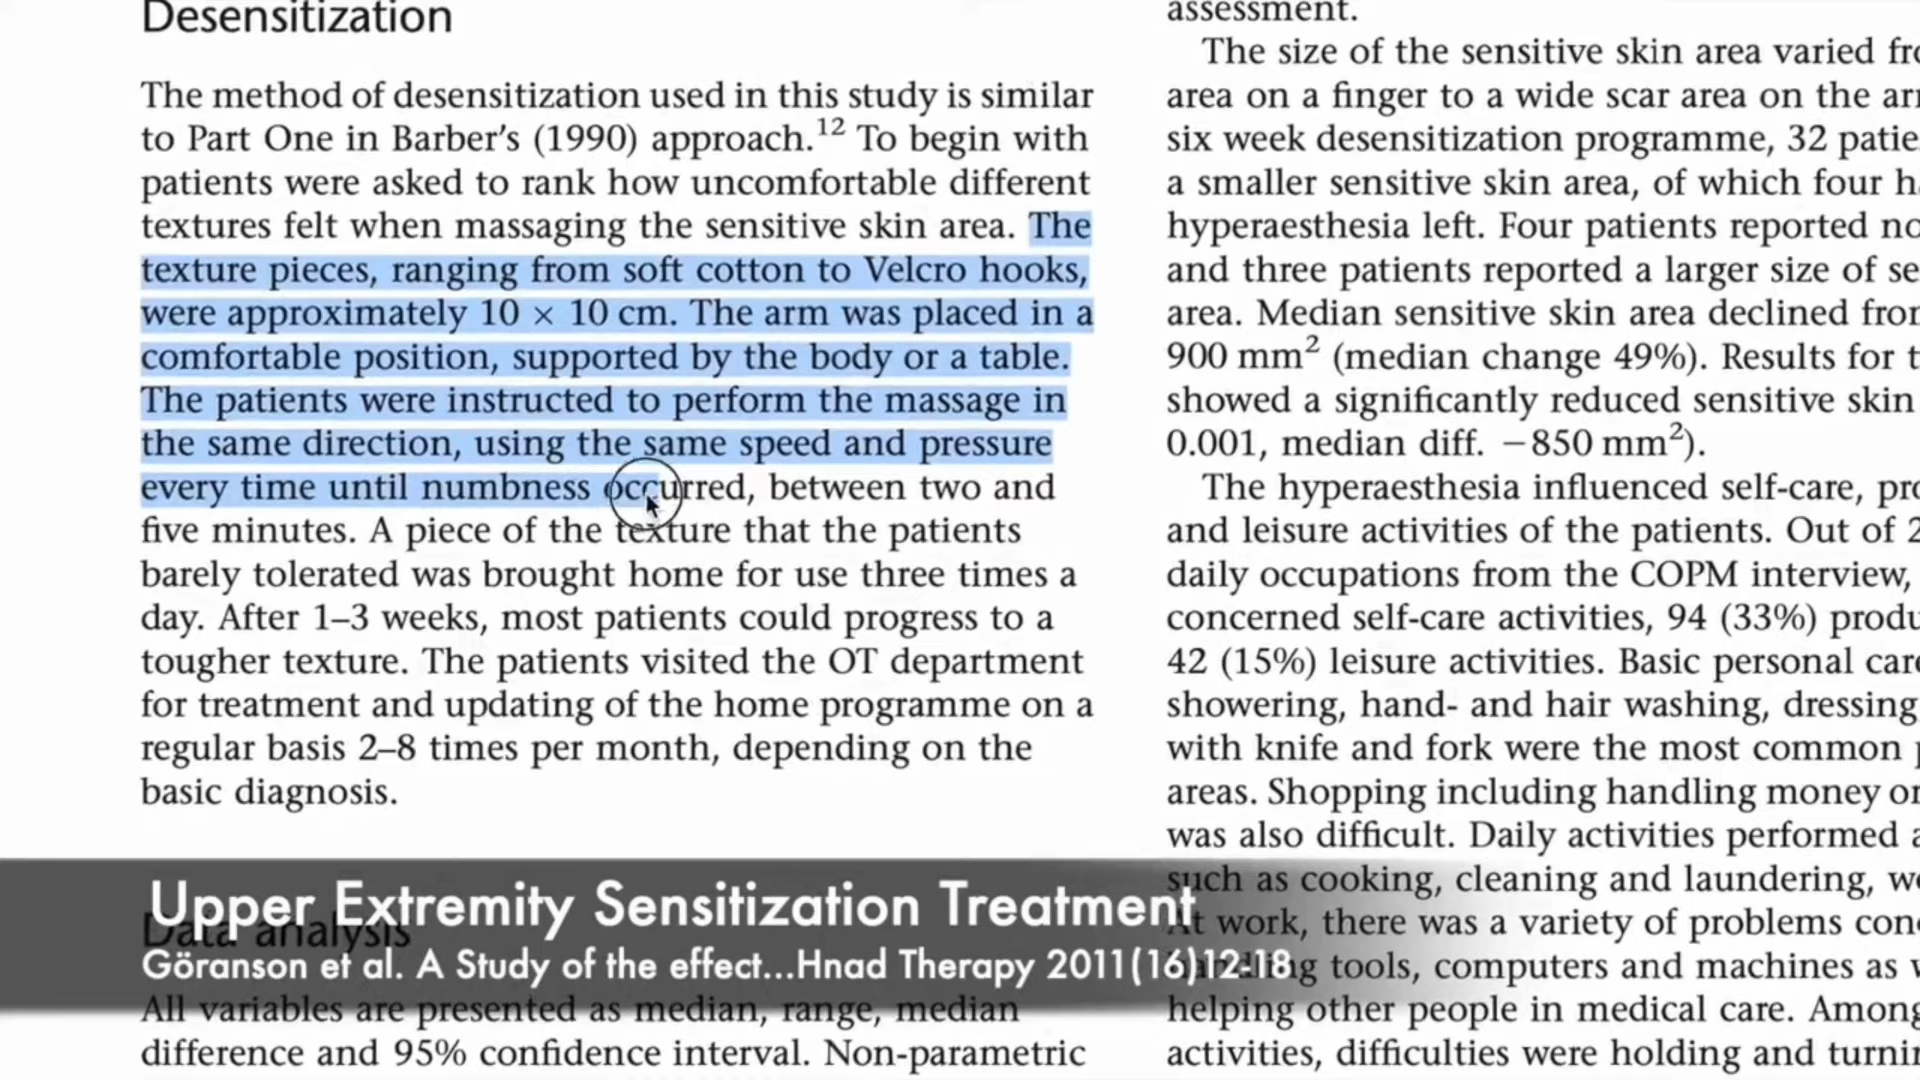 Desensitization
The method of desensitization used in this study is similar
to Part One in Barber's (1990) approach.12 To begin with
patients were asked to rank how uncomfortable different
textures felt when massaging the sensitive skin area. The
texture pieces, ranging from soft cotton to Velcro hooks,
were approximately 10 × 10 cm. The arm was placed in a
comfortable position, supported by the body or a table.
The patients were instructed to perform the massage in
the same direction, using the same speed and pressure
every time until numbness occurred, between two and
five minutes. A piece of the texture that the patients
barely tolerated was brought home for use three times a
day. After 1–3 weeks, most patients could progress to a
tougher texture. The patients visited the OT department
for treatment and updating of the home programme on a
regular basis 2–8 times per month, depending on the
basic diagnosis.
Data analysis
All variables are presented as median, range, median
difference and 95% confidence interval. Non-parametric
assessment.
The size of the sensitive skin area varied
area on a finger to a wide scar area on the
six week desensitization programme, 32
a smaller sensitive skin area, of which four
hyperaesthesia left. Four patients reported
and three patients reported a larger size of
area. Median sensitive skin area declined
900 mm2 (median change 49%). Results for
showed a significantly reduced sensitive skin
0.001, median diff. −850 mm2).
The hyperaesthesia influenced self-care,
and leisure activities of the patients. Out of
daily occupations from the COPM interview,
concerned self-care activities, 94 (33%)
42 (15%) leisure activities. Basic personal
showering, hand- and hair washing, dressing
with knife and fork were the most common
areas. Shopping including handling money
was also difficult. Daily activities performed
such as cooking, cleaning and laundering,
At work, there was a variety of problems
handling tools, computers and machines as
helping other people in medical care. Among
activities, difficulties were holding and
Upper Extremity Sensitization Treatment
Göranson et al. A Study of the effect...Hnad Therapy 2011(16)12-18